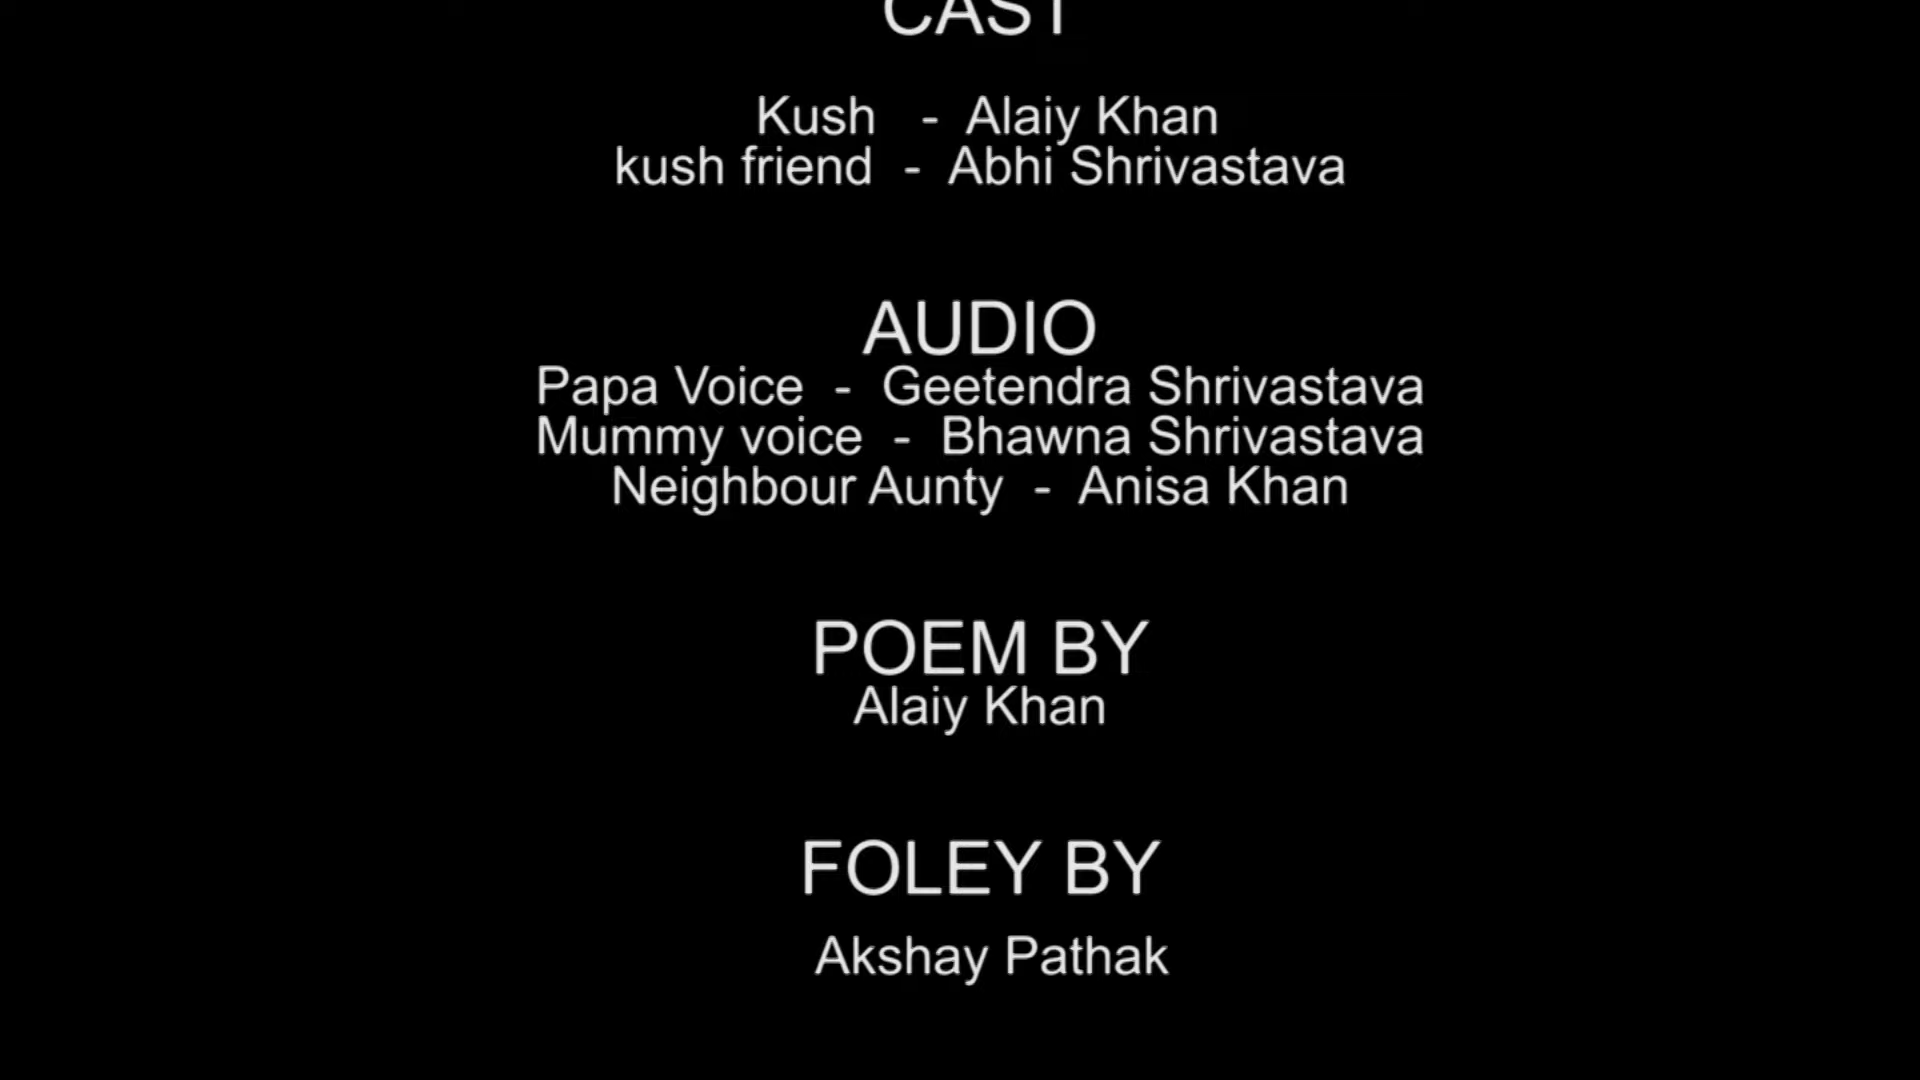 CAST
Kush - Alaiy Khan
kush friend - Abhi Shrivastava
AUDIO
Papa Voice - Geetendra Shrivastava
Mummy voice - Bhawna Shrivastava
Neighbour Aunty - Anisa Khan
POEM BY
Alaiy Khan
FOLEY BY
Akshay Pathak